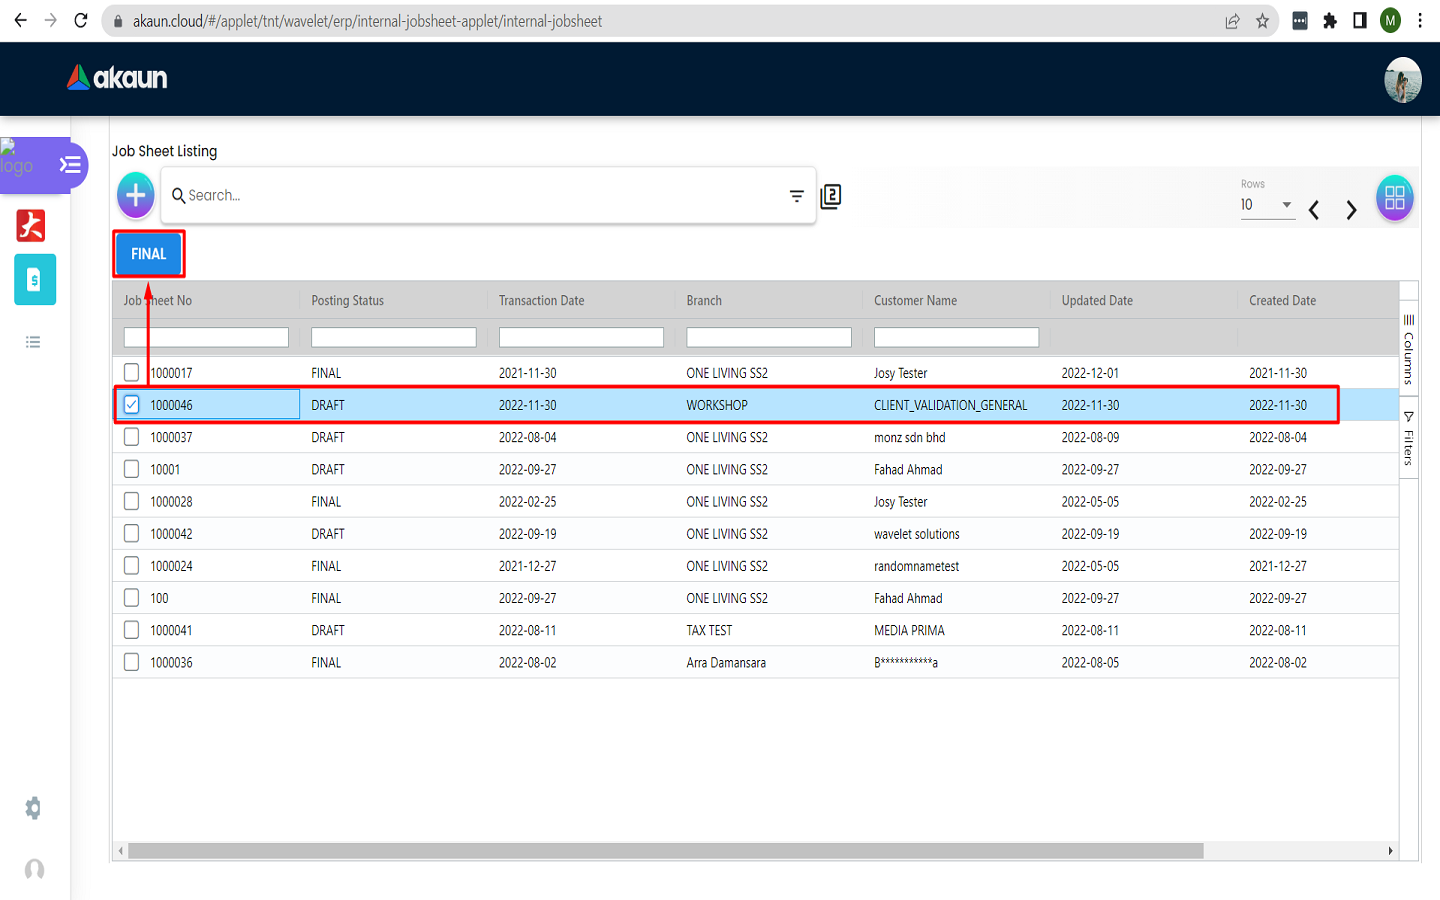 akaun.cloud/#/applet/tnt/wavelet/erp/internal-jobsheet-applet/internal-jobsheet
M
akaun
logo
Job Sheet Listing
Search...
2
Rows
10
FINAL
Job Sheet No Posting Status Transaction Date Branch Customer Name Updated Date Created Date
1000017 FINAL 2021-11-30 ONE LIVING SS2 Josy Tester 2022-12-01 2021-11-30
1000046 DRAFT 2022-11-30 WORKSHOP CLIENT_VALIDATION_GENERAL 2022-11-30 2022-11-30
1000037 DRAFT 2022-08-04 ONE LIVING SS2 monz sdn bhd 2022-08-09 2022-08-04
10001 DRAFT 2022-09-27 ONE LIVING SS2 Fahad Ahmad 2022-09-27 2022-09-27
1000028 FINAL 2022-02-25 ONE LIVING SS2 Josy Tester 2022-05-05 2022-02-25
1000042 DRAFT 2022-09-19 ONE LIVING SS2 wavelet solutions 2022-09-19 2022-09-19
1000024 FINAL 2021-12-27 ONE LIVING SS2 randomnametest 2022-05-05 2021-12-27
100 FINAL 2022-09-27 ONE LIVING SS2 Fahad Ahmad 2022-09-27 2022-09-27
1000041 DRAFT 2022-08-11 TAX TEST MEDIA PRIMA 2022-08-11 2022-08-11
1000036 FINAL 2022-08-02 Arra Damansara B***********a 2022-08-05 2022-08-02
Columns
Filters